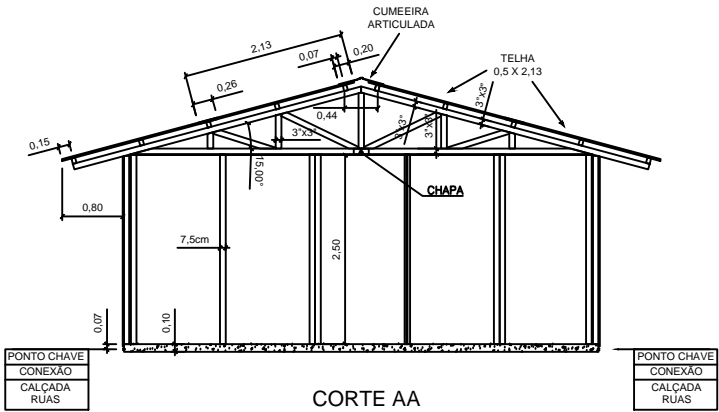 CUMEEIRA
ARTICULADA
2,13
0,07
0,20
TELHA
0,5 X 2,13
0,26
0,44
3"x3"
3"x3"
3"x3"
3"x3"
0,15
15,00°
0,80
CHAPA
7,5cm
2,50
0,07
0,10
PONTO CHAVE
CONEXÃO
CALÇADA
RUAS
PONTO CHAVE
CONEXÃO
CALÇADA
RUAS
CORTE AA